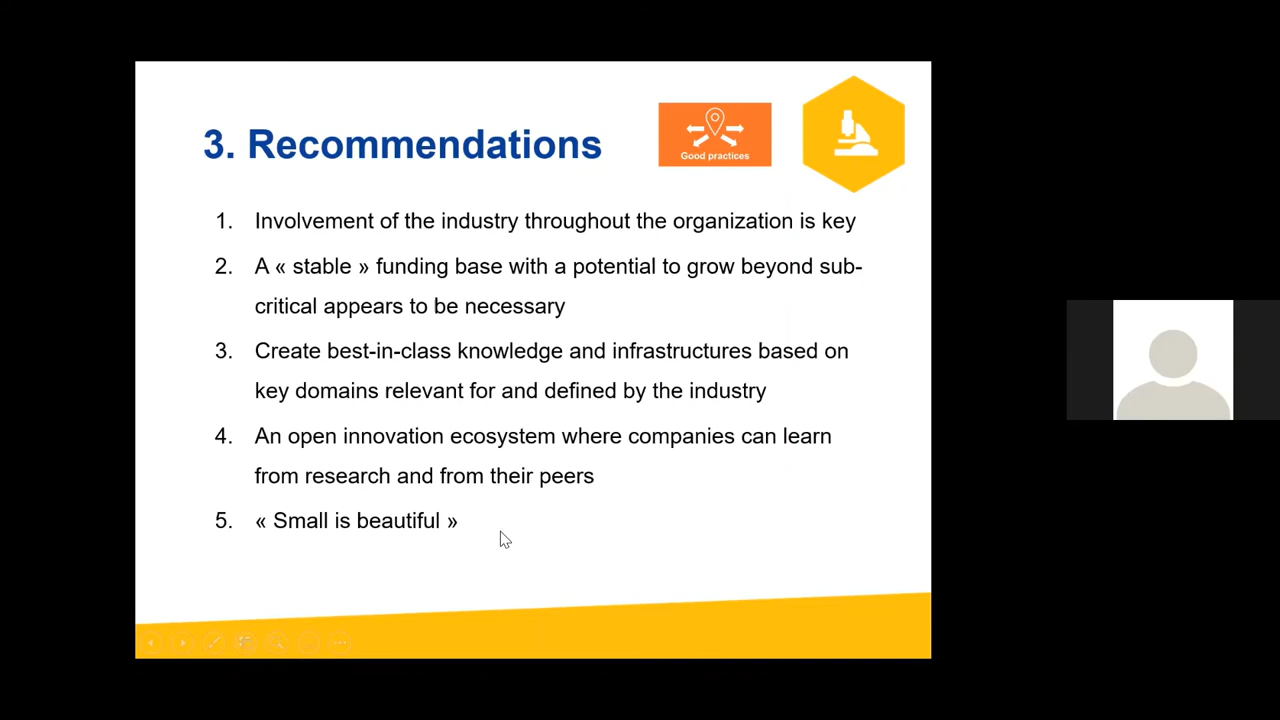 3. Recommendations
Good practices
1. Involvement of the industry throughout the organization is key
2. A « stable » funding base with a potential to grow beyond sub-
critical appears to be necessary
3. Create best-in-class knowledge and infrastructures based on
key domains relevant for and defined by the industry
4. An open innovation ecosystem where companies can learn
from research and from their peers
5. « Small is beautiful »